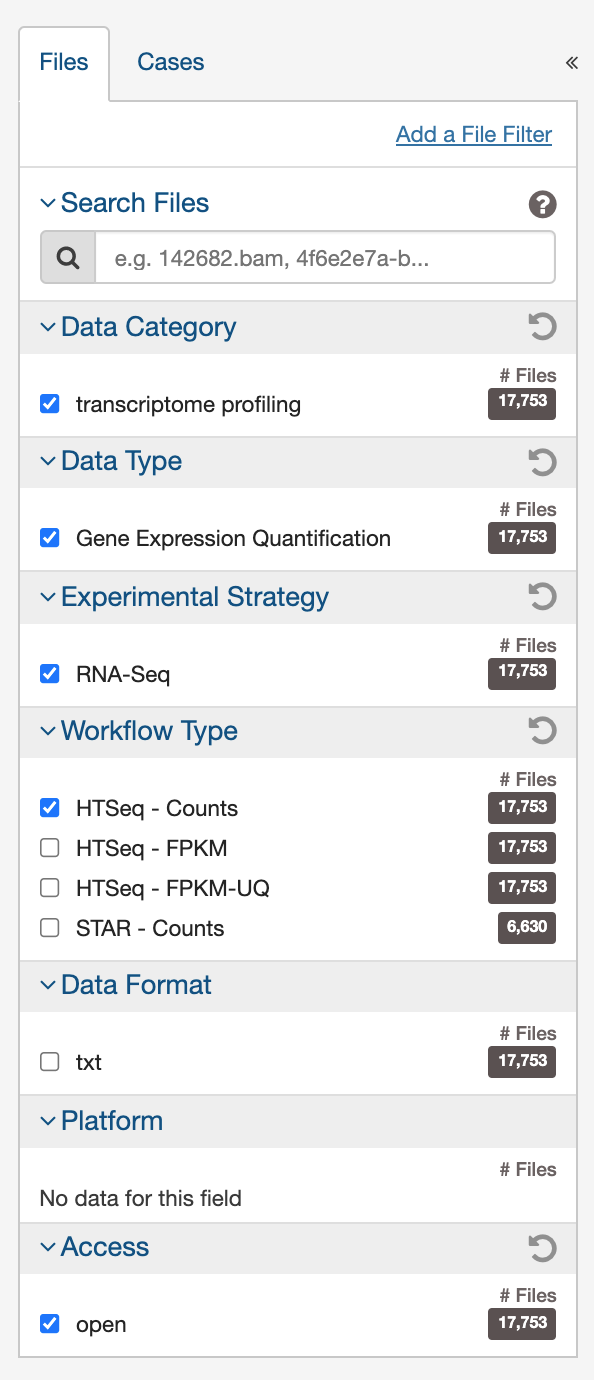 Files Cases «
Add a File Filter
Search Files ?
e.g. 142682.bam, 4f6e2e7a-b...
Data Category
# Files
transcriptome profiling 17,753
Data Type
# Files
Gene Expression Quantification 17,753
Experimental Strategy
# Files
RNA-Seq 17,753
Workflow Type
# Files
HTSeq - Counts 17,753
HTSeq - FPKM 17,753
HTSeq - FPKM-UQ 17,753
STAR - Counts 6,630
Data Format
# Files
txt 17,753
Platform
# Files
No data for this field
Access
# Files
open 17,753